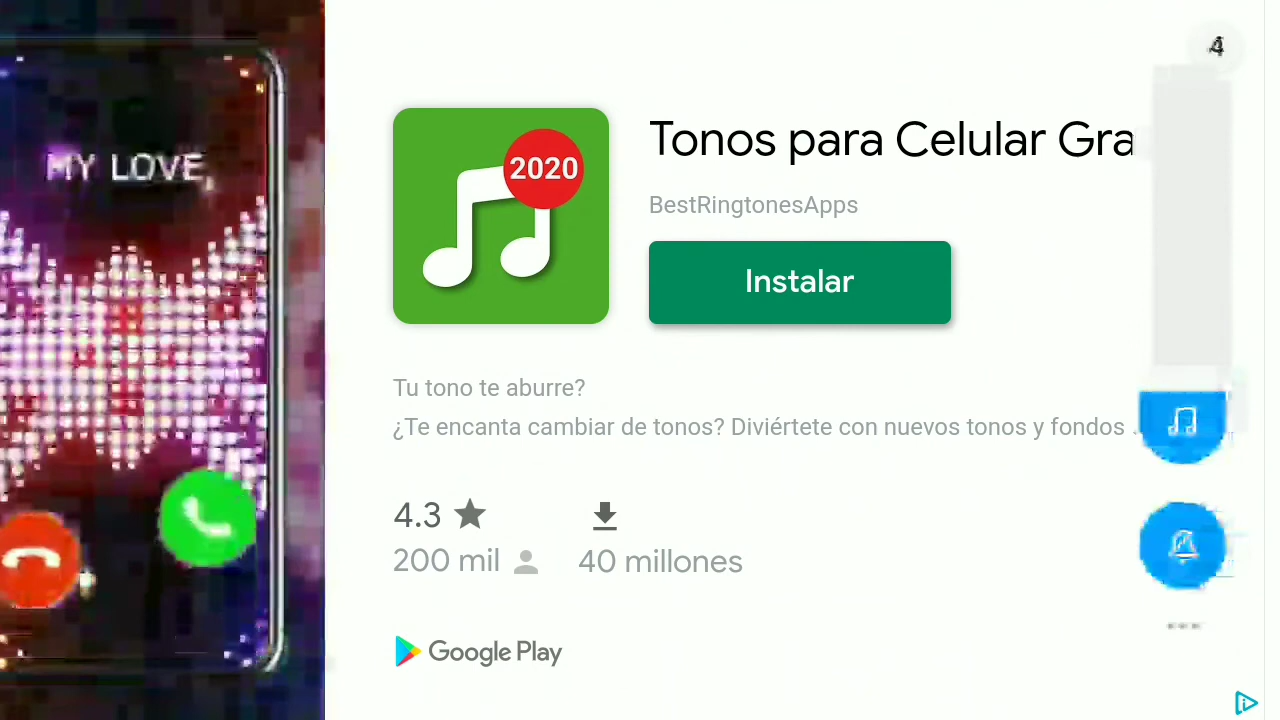 MY LOVE,
2020
Tonos para Celular Gra
BestRingtonesApps
Instalar
Tu tono te aburre?
¿Te encanta cambiar de tonos? Diviértete con nuevos tonos y fondos
4.3
200 mil
40 millones
Google Play